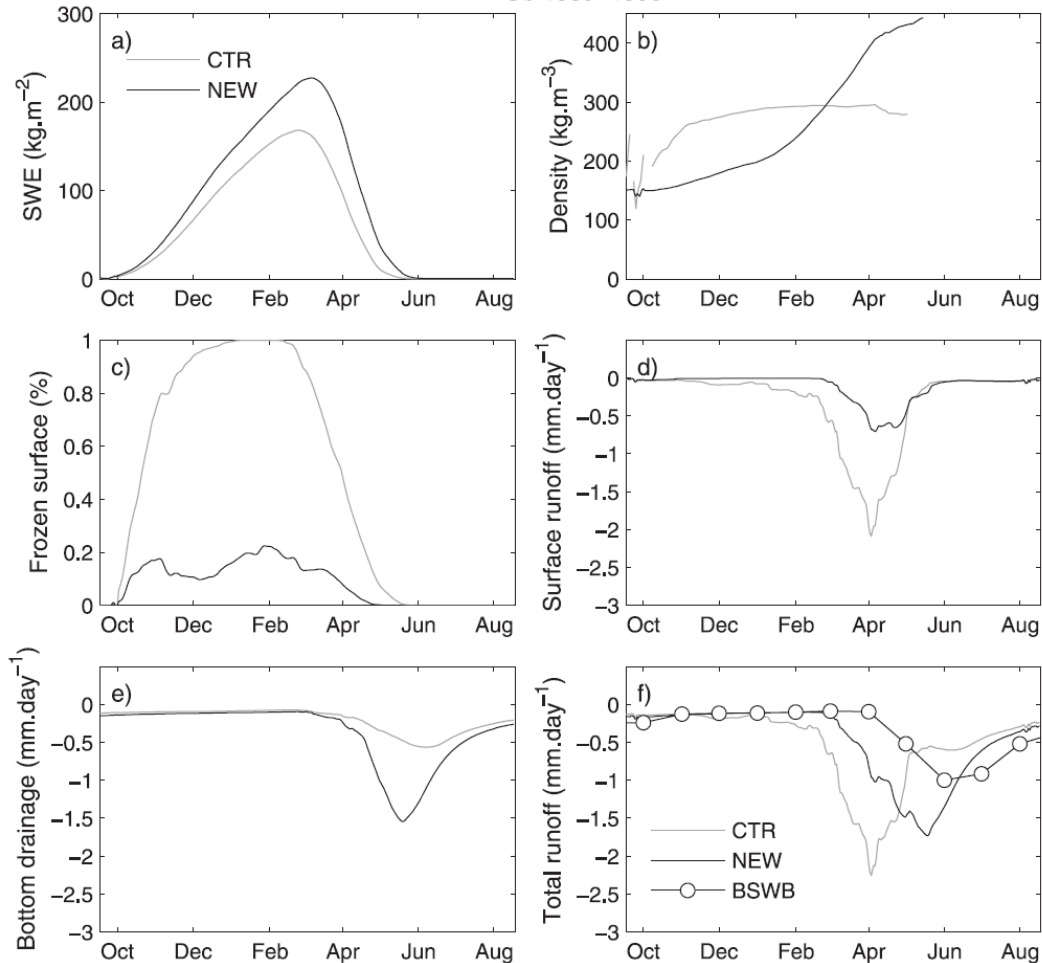 a)
CTR
NEW
SWE (kg.m−2)
300
200
100
0
Oct Dec Feb Apr Jun Aug
b)
Density (kg.m−3)
400
300
200
100
0
Oct Dec Feb Apr Jun Aug
c)
Frozen surface (%)
1
0.8
0.6
0.4
0.2
0
Oct Dec Feb Apr Jun Aug
d)
Surface runoff (mm.day−1)
0
−0.5
−1
−1.5
−2
−2.5
−3
Oct Dec Feb Apr Jun Aug
e)
Bottom drainage (mm.day−1)
0
−0.5
−1
−1.5
−2
−2.5
−3
Oct Dec Feb Apr Jun Aug
f)
Total runoff (mm.day−1)
0
−0.5
−1
−1.5
−2
−2.5
−3
CTR
NEW
BSWB
Oct Dec Feb Apr Jun Aug